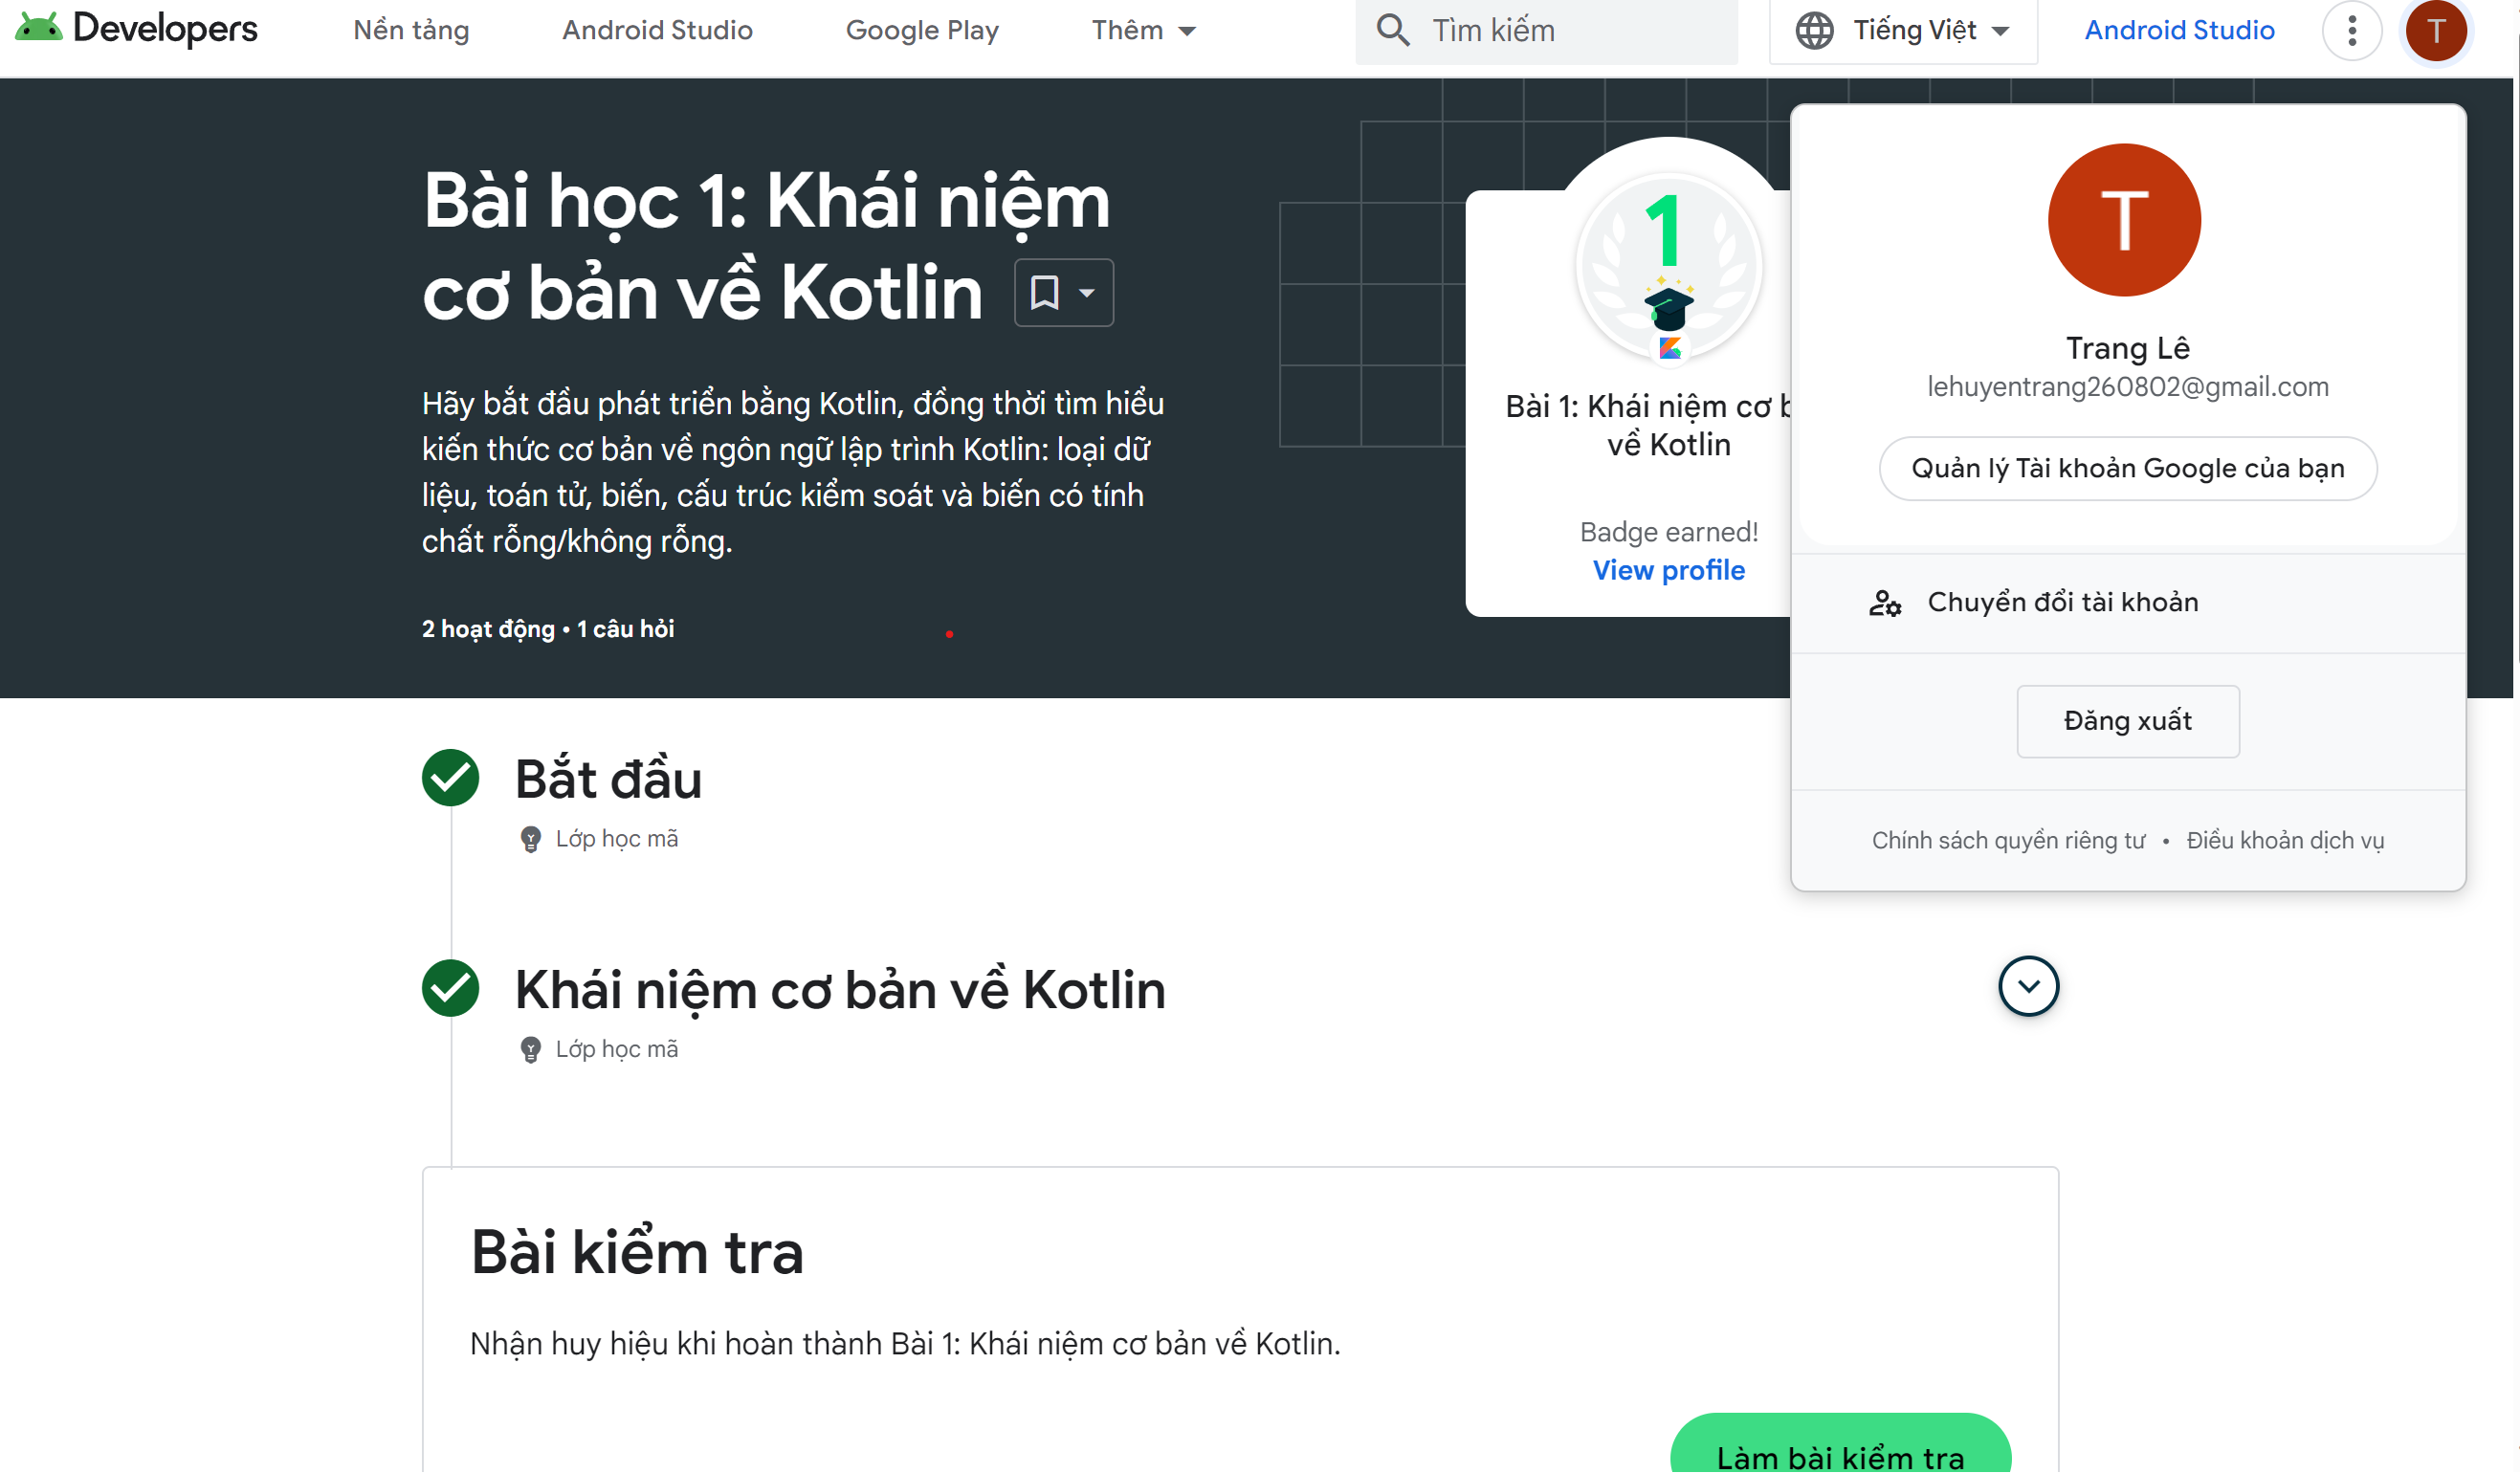 Developers
Nền tảng
Android Studio
Google Play
Thêm
Tìm kiếm
Tiếng Việt
Android Studio
T
Bài học 1: Khái niệm
cơ bản về Kotlin
Hãy bắt đầu phát triển bằng Kotlin, đồng thời tìm hiểu
kiến thức cơ bản về ngôn ngữ lập trình Kotlin: loại dữ
liệu, toán tử, biến, cấu trúc kiểm soát và biến có tính
chất rỗng/không rỗng.
2 hoạt động • 1 câu hỏi
1
Bài 1: Khái niệm cơ b
về Kotlin
Badge earned!
View profile
T
Trang Lê
lehuyentrang260802@gmail.com
Quản lý Tài khoản Google của bạn
Chuyển đổi tài khoản
Đăng xuất
Chính sách quyền riêng tư • Điều khoản dịch vụ
Bắt đầu
Lớp học mã
Khái niệm cơ bản về Kotlin
Lớp học mã
Bài kiểm tra
Nhận huy hiệu khi hoàn thành Bài 1: Khái niệm cơ bản về Kotlin.
Làm bài kiểm tra